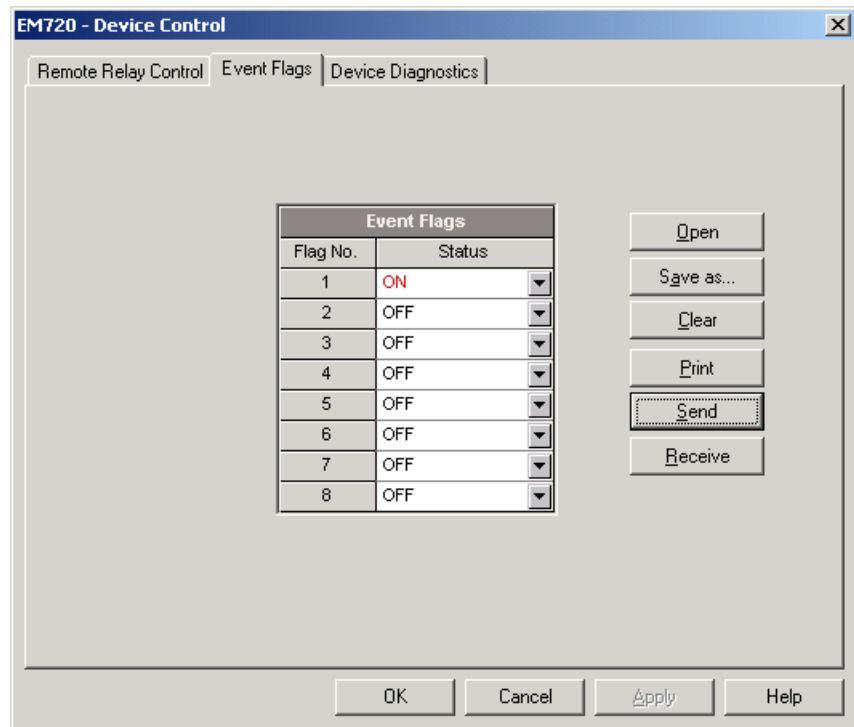 EM720 - Device Control
Remote Relay Control Event Flags Device Diagnostics
Event Flags
Flag No. Status
1 ON
2 OFF
3 OFF
4 OFF
5 OFF
6 OFF
7 OFF
8 OFF
Open
Save as...
Clear
Print
Send
Receive
OK Cancel Apply Help